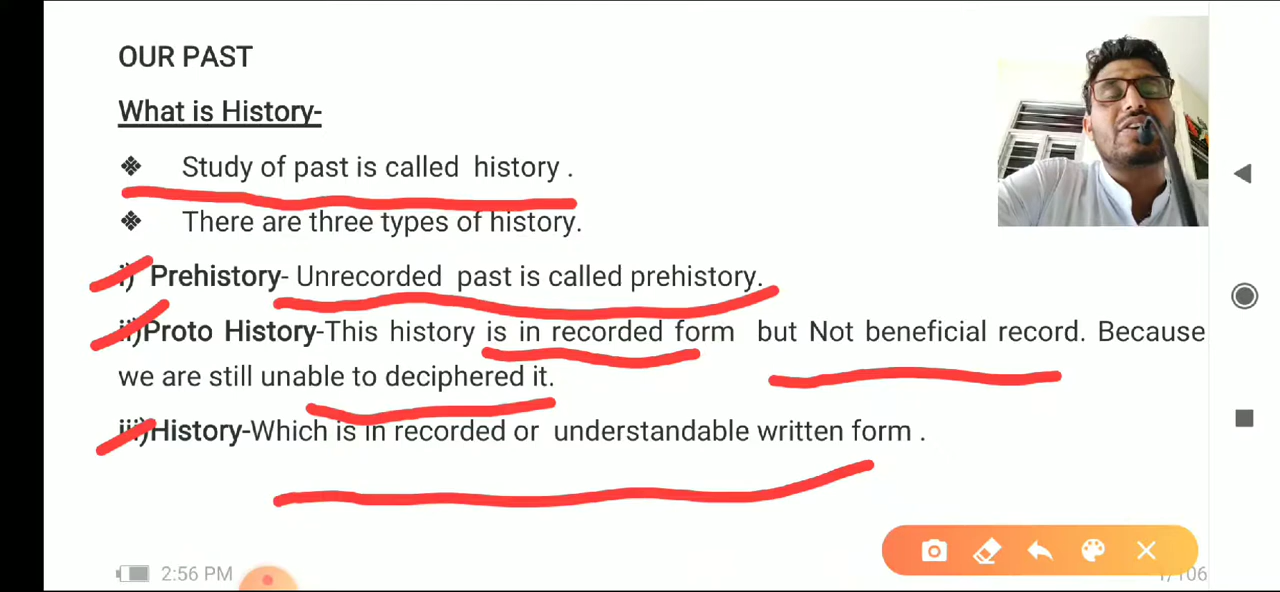 OUR PAST
What is History-
❖ Study of past is called history .
❖ There are three types of history.
i) Prehistory- Unrecorded past is called prehistory.
ii)Proto History-This history is in recorded form but Not beneficial record. Because
we are still unable to deciphered it.
iii)History-Which is in recorded or understandable written form .
2:56 PM
1/106